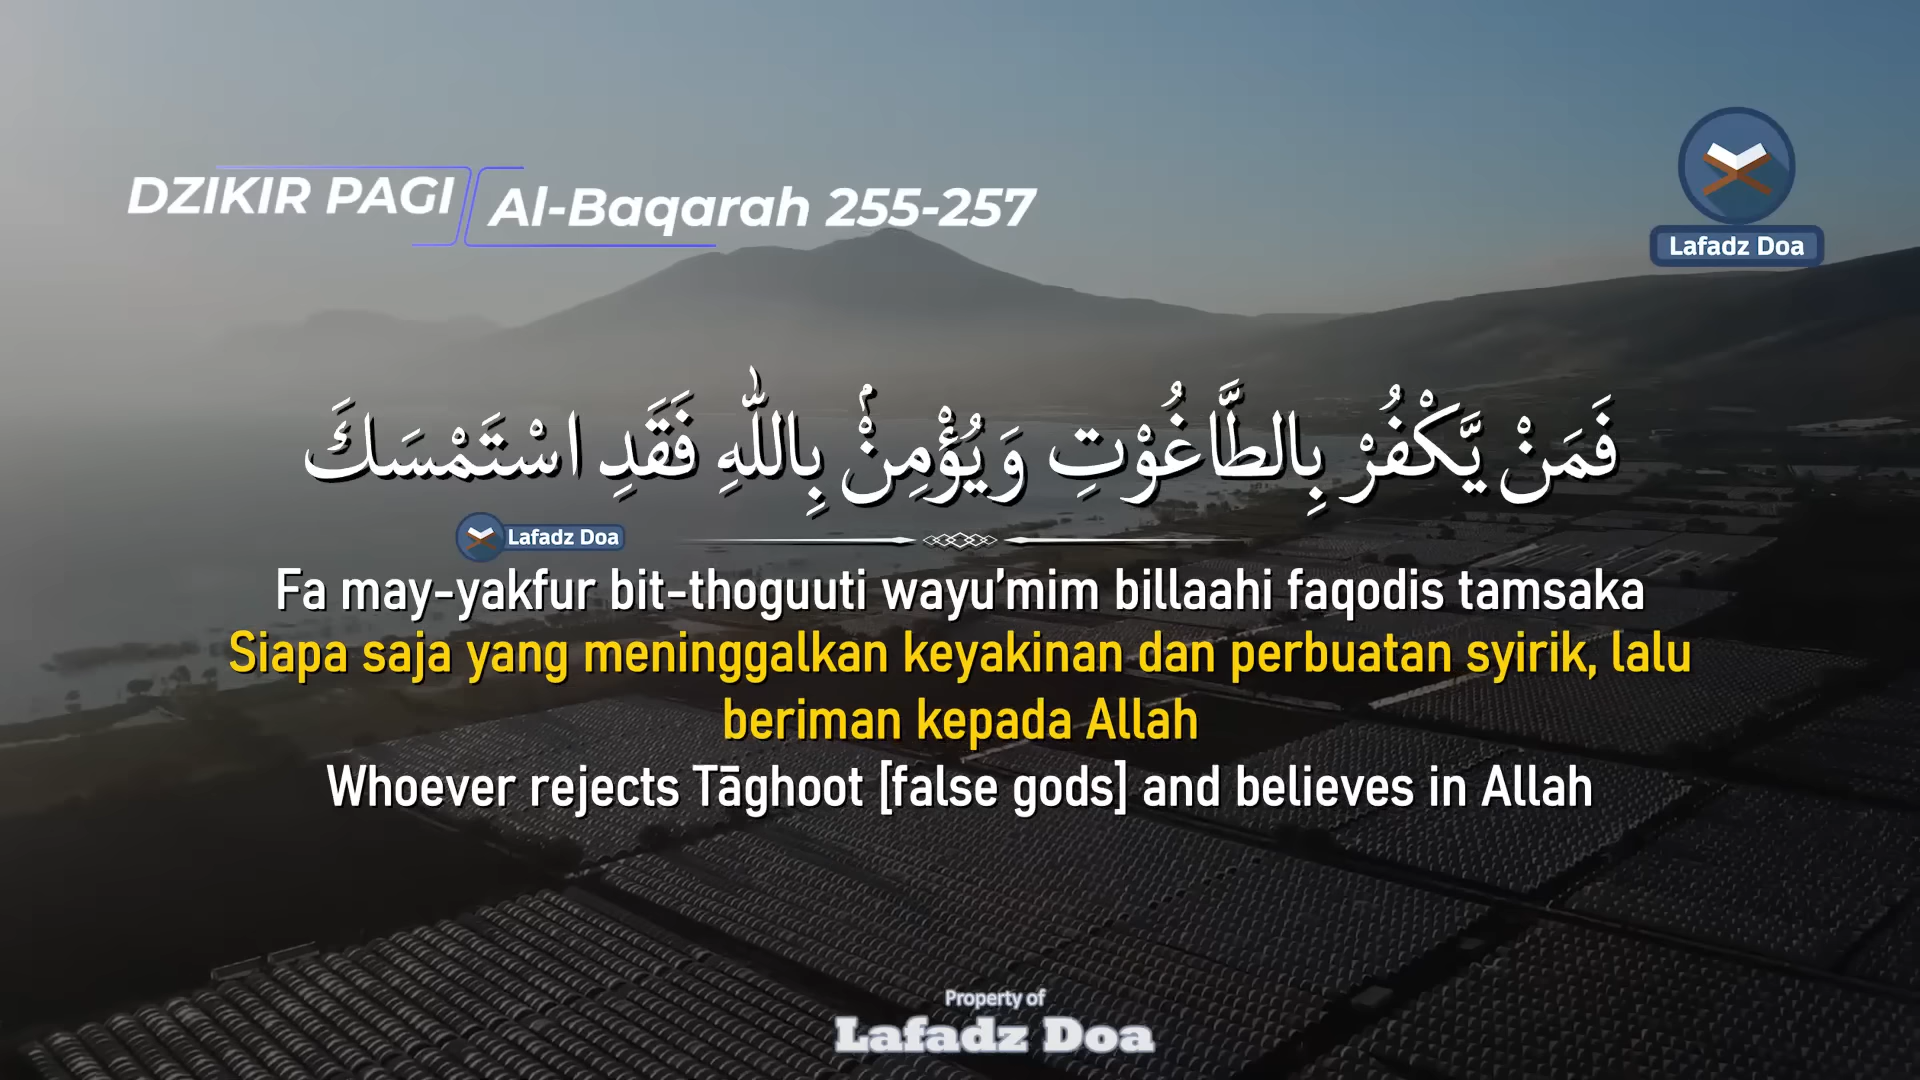 DZIKIR PAGI
Al-Baqarah 255-257
Lafadz Doa
فَمَنْ يَّكْفُرْ بِالطَّاغُوْتِ وَيُؤْمِنْۢ بِاللّٰهِ فَقَدِ اسْتَمْسَكَ
Lafadz Doa
Fa may-yakfur bit-thoguuti wayu’mim billaahi faqodis tamsaka
Siapa saja yang meninggalkan keyakinan dan perbuatan syirik, lalu
beriman kepada Allah
Whoever rejects Tāghoot [false gods] and believes in Allah
Property of
Lafadz Doa